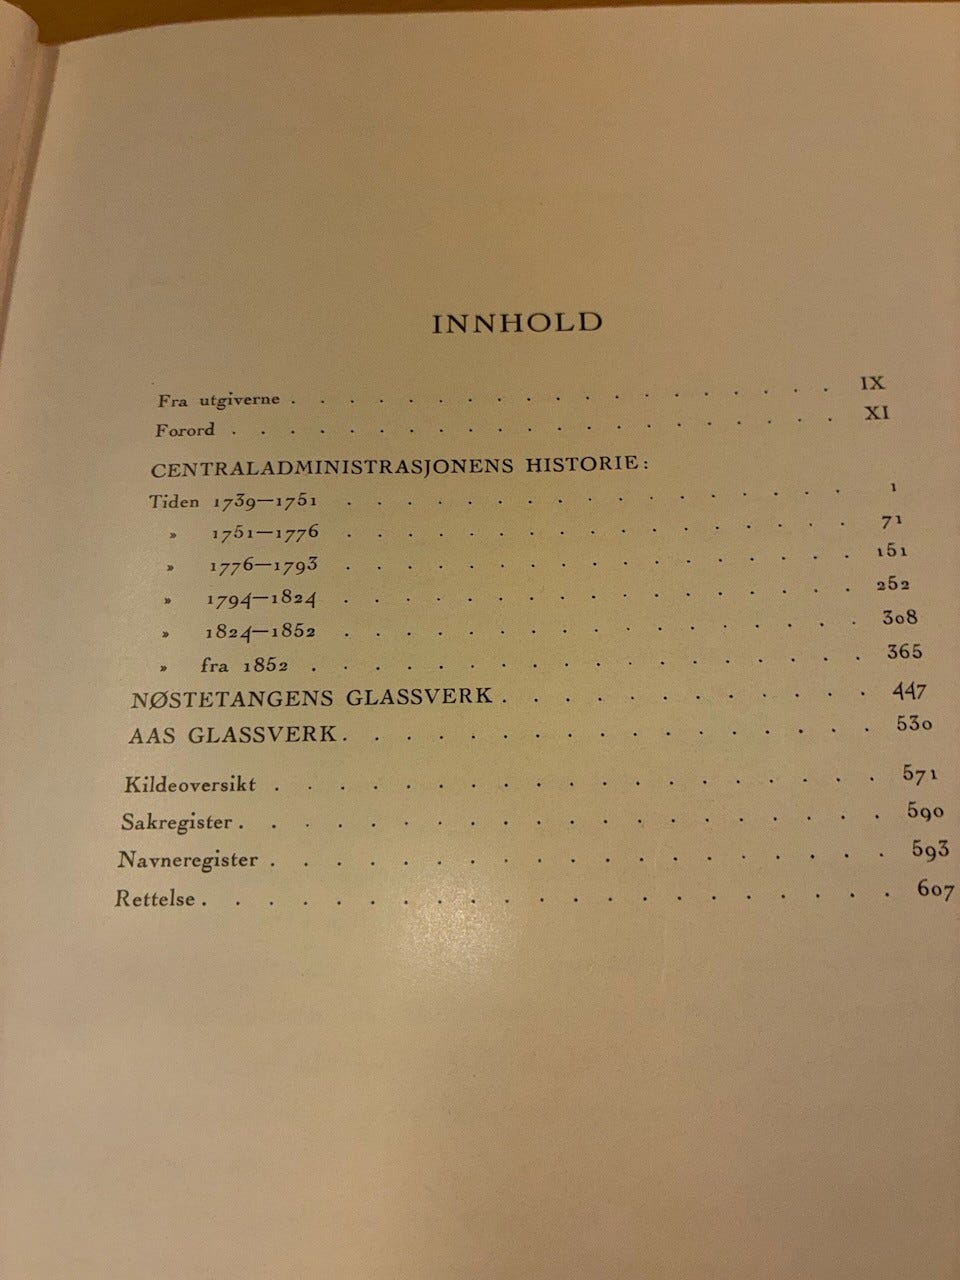 INNHOLD
Fra utgiverne . . . . . . . . . . . . . . . . . . . IX
Forord . . . . . . . . . . . . . . . . . . . . . XI
CENTRALADMINISTRASJONENS HISTORIE:
Tiden 1739—1751 . . . . . . . . . . . . . . . . . 1
» 1751—1776 . . . . . . . . . . . . . . . . . 71
» 1776—1793 . . . . . . . . . . . . . . . . . 151
» 1794—1824 . . . . . . . . . . . . . . . . . 252
» 1824—1852 . . . . . . . . . . . . . . . . . 308
» fra 1852 . . . . . . . . . . . . . . . . . . 365
NØSTETANGENS GLASSVERK . . . . . . . . . . . . 447
AAS GLASSVERK . . . . . . . . . . . . . . . . . 530
Kildeoversikt . . . . . . . . . . . . . . . . . . . 571
Sakregister . . . . . . . . . . . . . . . . . . . . 590
Navneregister . . . . . . . . . . . . . . . . . . . 593
Rettelse . . . . . . . . . . . . . . . . . . . . . 607